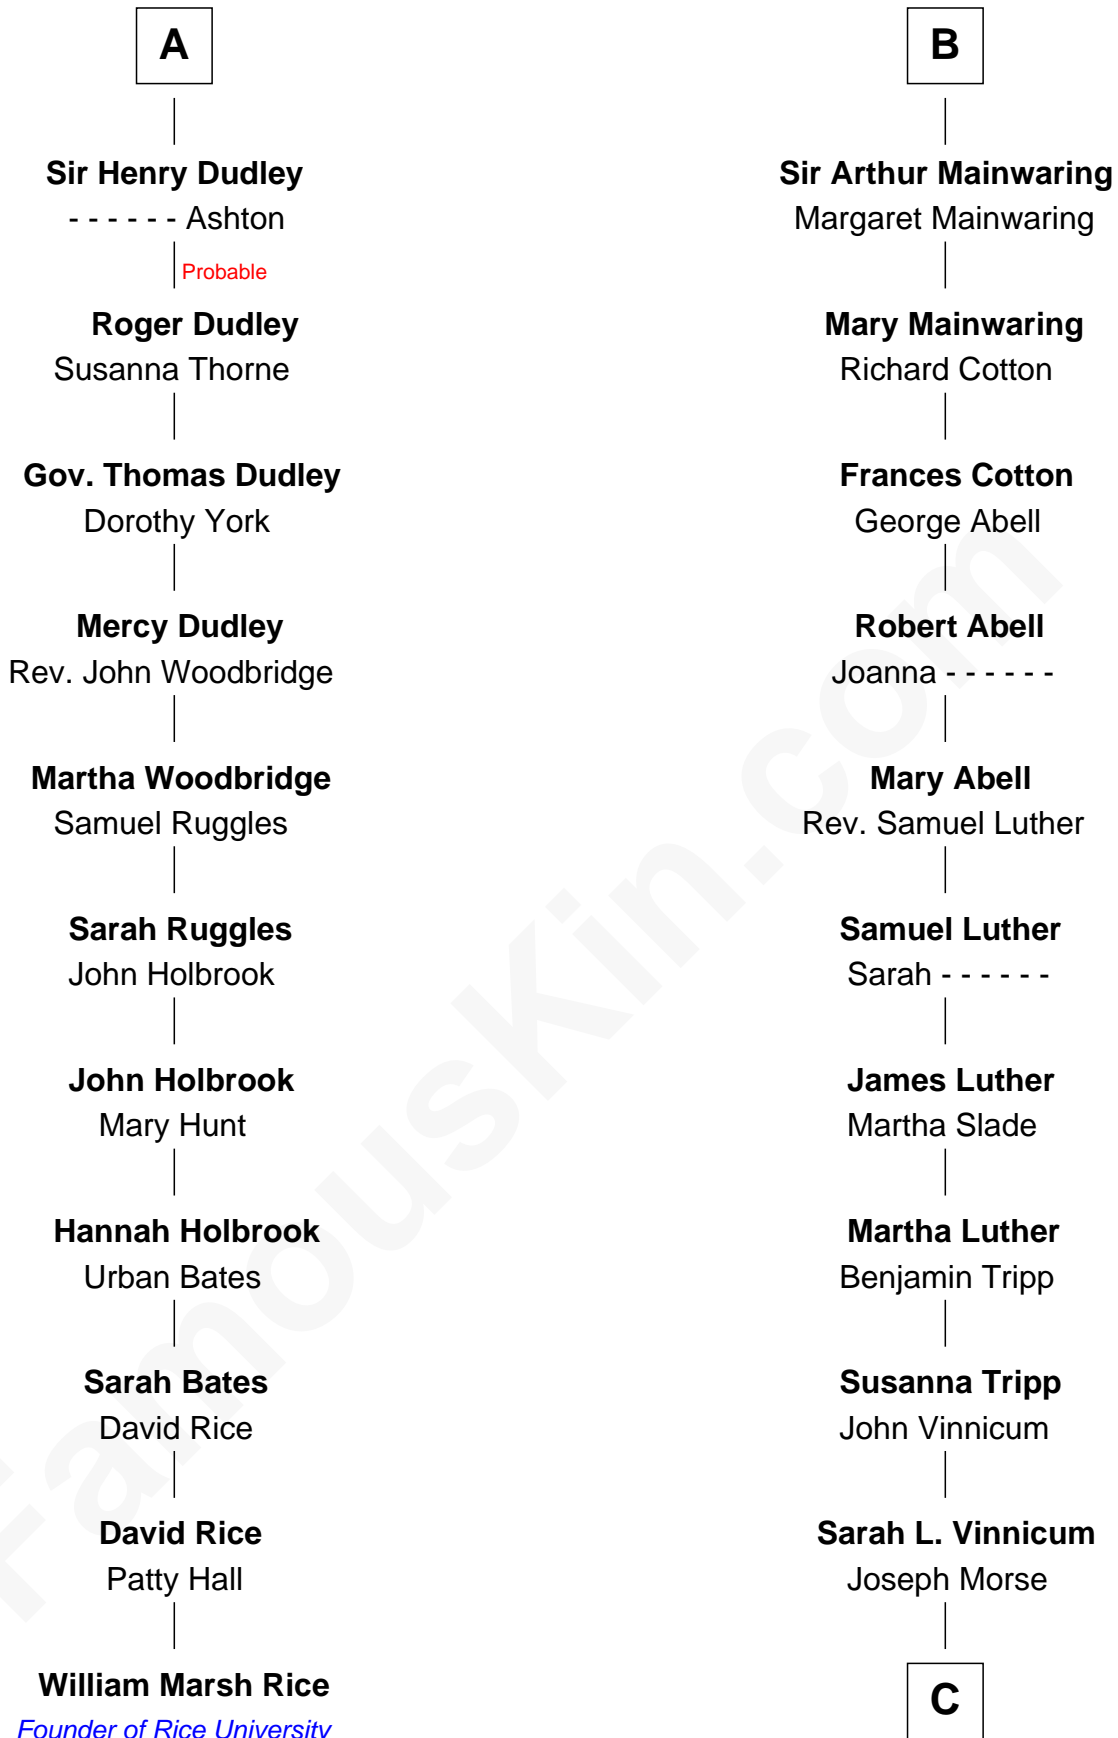 A
Sir Henry Dudley
- - - - - - Ashton
Probable
Roger Dudley
Susanna Thorne
Gov. Thomas Dudley
Dorothy York
Mercy Dudley
Rev. John Woodbridge
Martha Woodbridge
Samuel Ruggles
Sarah Ruggles
John Holbrook
John Holbrook
Mary Hunt
Hannah Holbrook
Urban Bates
Sarah Bates
David Rice
David Rice
Patty Hall
William Marsh Rice
Founder of Rice University
B
Sir Arthur Mainwaring
Margaret Mainwaring
Mary Mainwaring
Richard Cotton
Frances Cotton
George Abell
Robert Abell
Joanna - - - - - -
Mary Abell
Rev. Samuel Luther
Samuel Luther
Sarah - - - - - -
James Luther
Martha Slade
Martha Luther
Benjamin Tripp
Susanna Tripp
John Vinnicum
Sarah L. Vinnicum
Joseph Morse
C
FamousKin.com